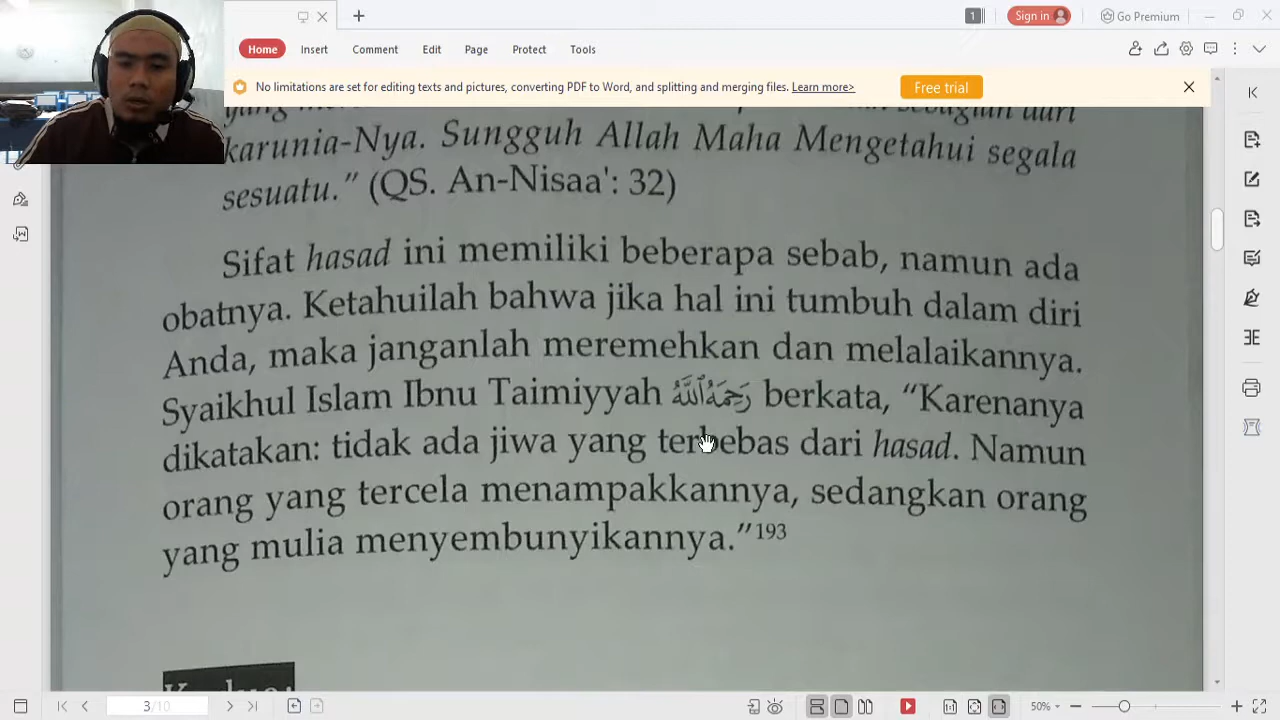 1
Sign in
Go Premium
Home Insert Comment Edit Page Protect Tools
No limitations are set for editing texts and pictures, converting PDF to Word, and splitting and merging files. Learn more>
Free trial
yang sebagian dari
karunia-Nya. Sungguh Allah Maha Mengetahui segala
sesuatu." (QS. An-Nisaa': 32)
Sifat hasad ini memiliki beberapa sebab, namun ada
obatnya. Ketahuilah bahwa jika hal ini tumbuh dalam diri
Anda, maka janganlah meremehkan dan melalaikannya.
Syaikhul Islam Ibnu Taimiyyah رَحِمَهُ ٱللَّهُ berkata, "Karenanya
dikatakan: tidak ada jiwa yang terbebas dari hasad. Namun
orang yang tercela menampakkannya, sedangkan orang
yang mulia menyembunyikannya."193
3/10
50%